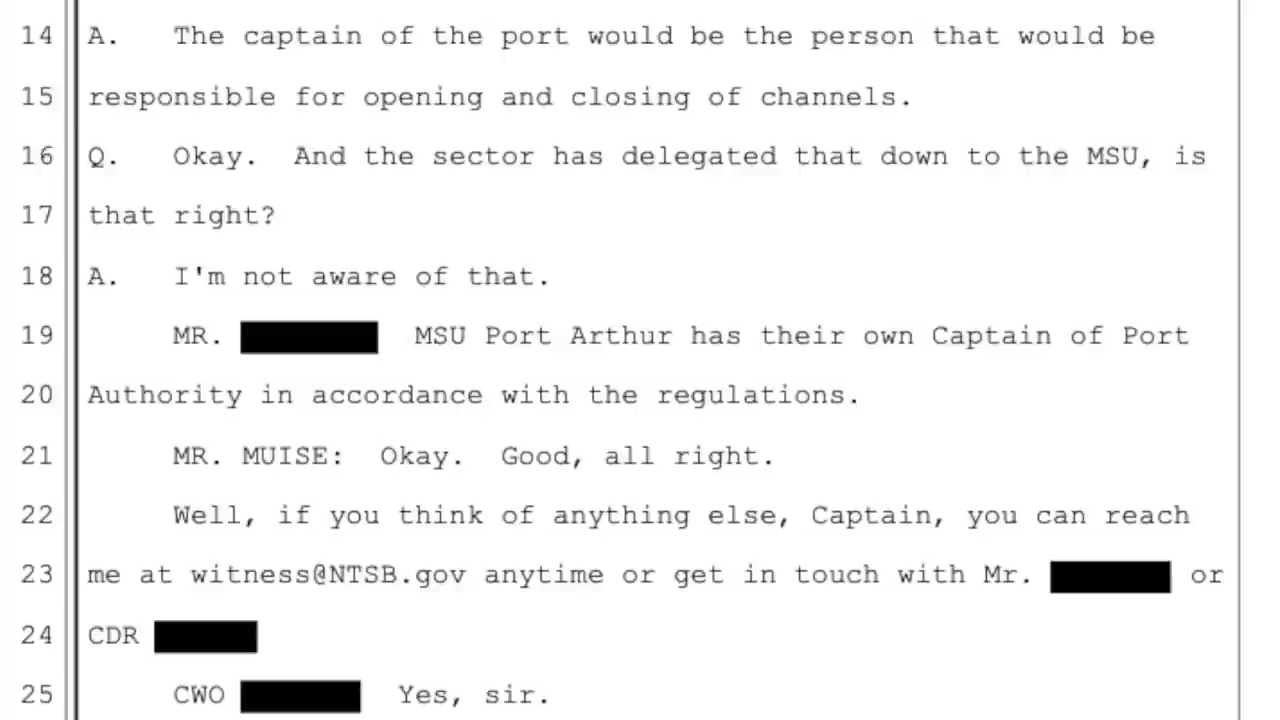 14 A. The captain of the port would be the person that would be
15 responsible for opening and closing of channels.
16 Q. Okay. And the sector has delegated that down to the MSU, is
17 that right?
18 A. I'm not aware of that.
19 MR. MSU Port Arthur has their own Captain of Port
20 Authority in accordance with the regulations.
21 MR. MUISE: Okay. Good, all right.
22 Well, if you think of anything else, Captain, you can reach
23 me at witness@NTSB.gov anytime or get in touch with Mr. or
24 CDR
25 CWO Yes, sir.